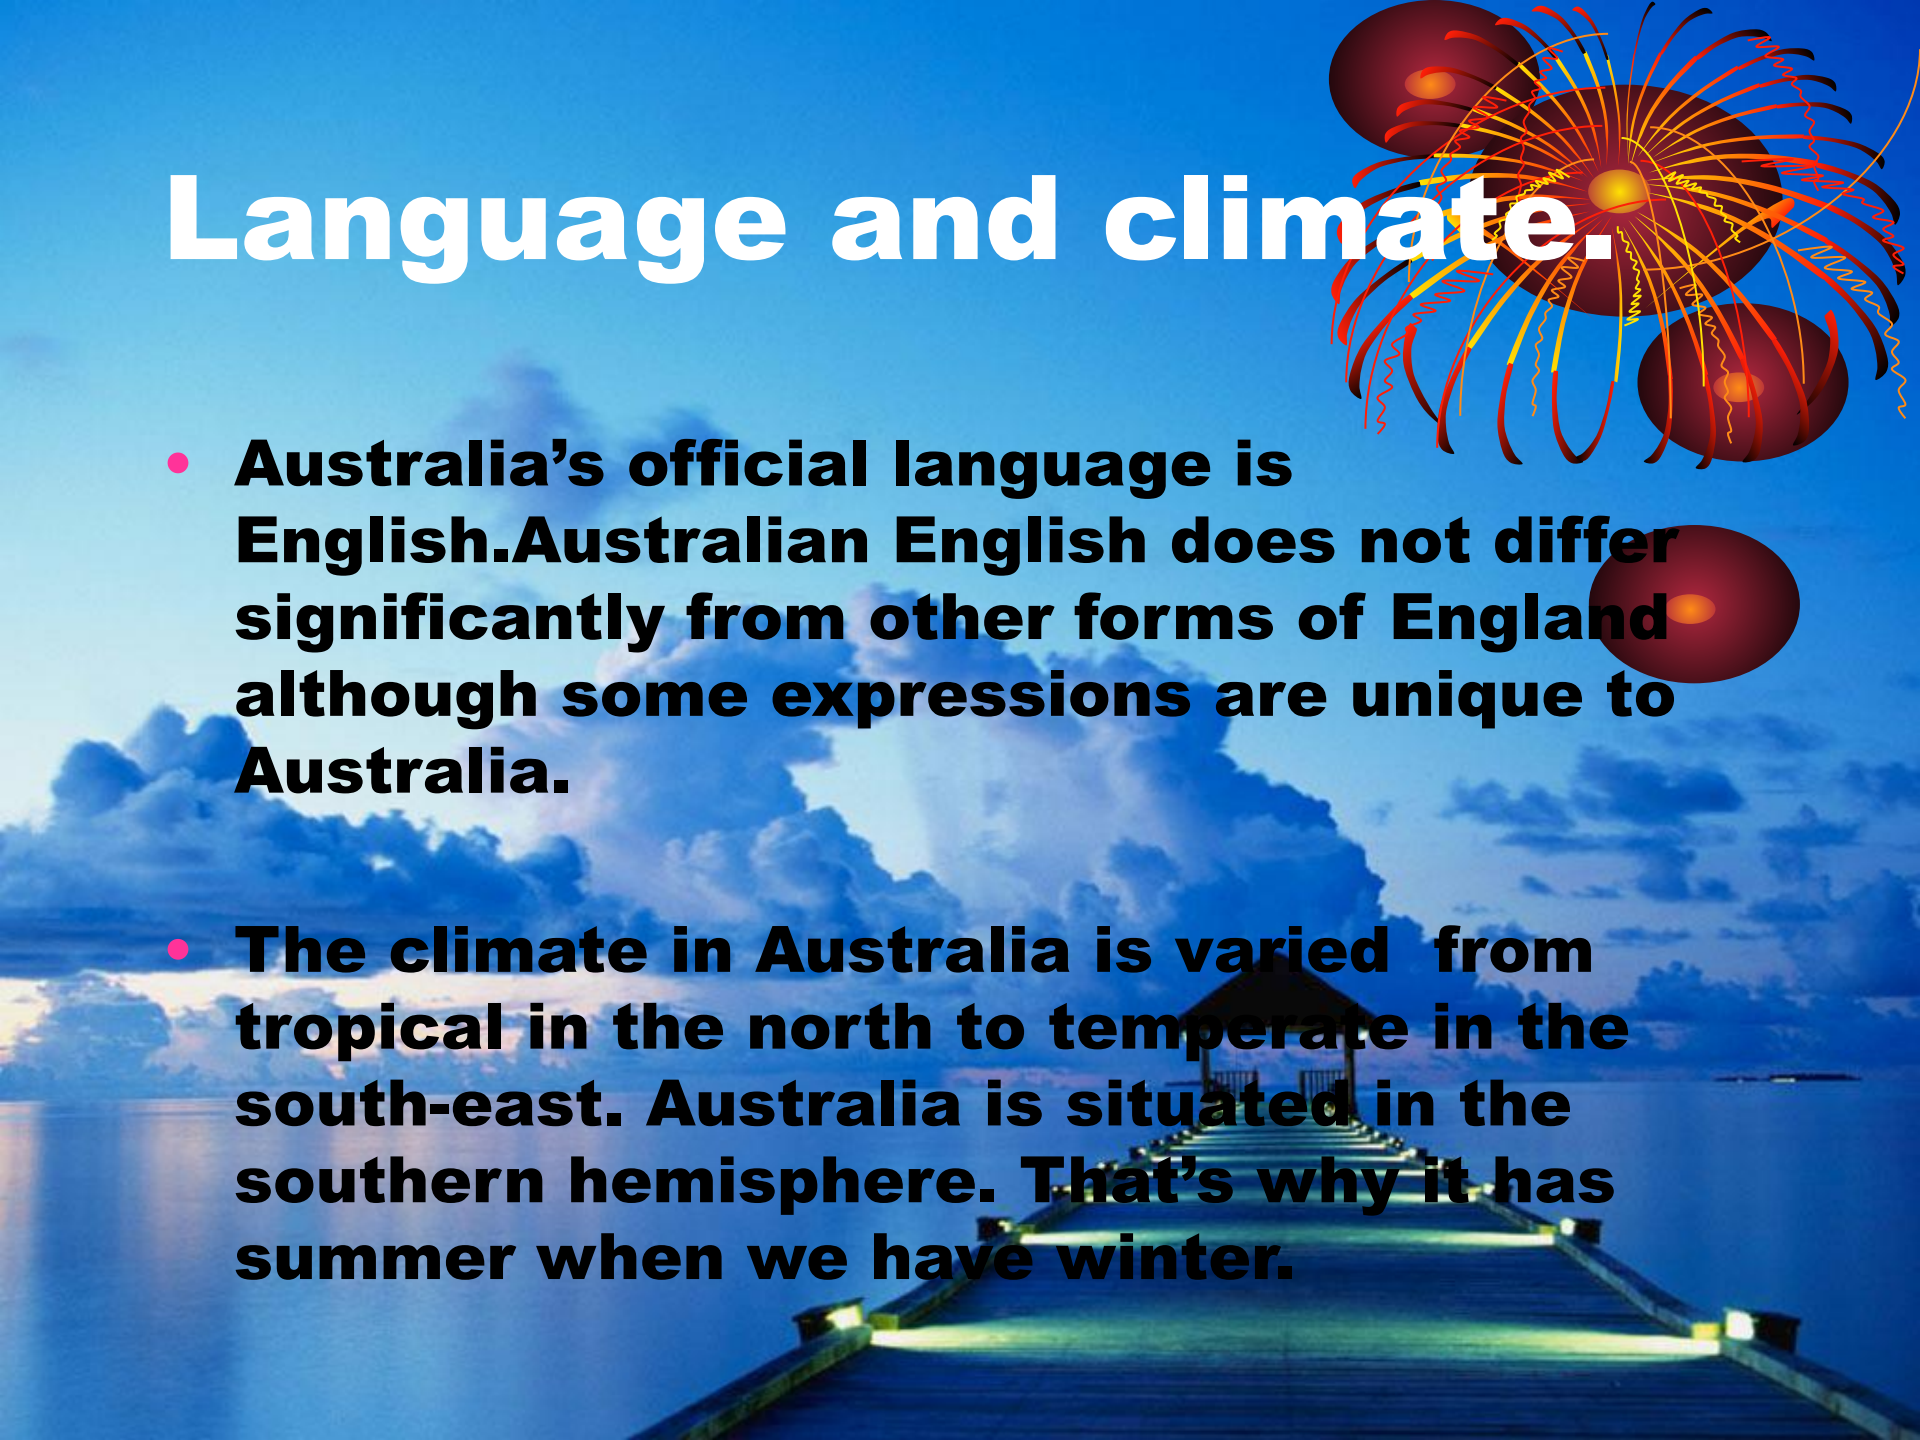 Language and climate.
• Australia’s official language is
English.Australian English does not differ
significantly from other forms of England
although some expressions are unique to
Australia.
• The climate in Australia is varied  from
tropical in the north to temperate in the
south-east. Australia is situated in the
southern hemisphere. That’s why it has
summer when we have winter.